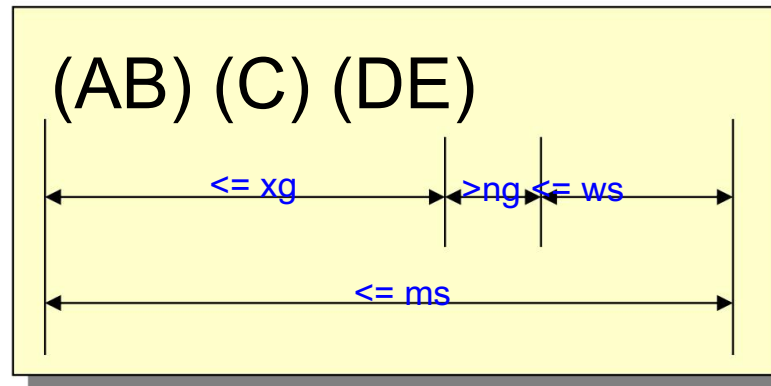 (AB) (C) (DE)
<= xg >ng <= ws
<= ms